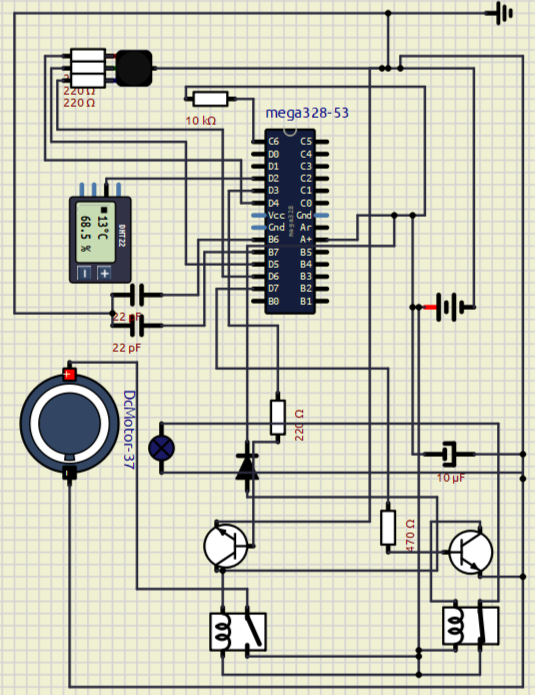 220 Ω
220 Ω
10 kΩ
mega328-53
C6 C5
D0 C4
D1 C3
D2 C2
D3 C1
D4 C0
Vcc Gnd
Gnd Ar
B6 A+
B7 B5
D5 B4
D6 B3
D7 B2
B0 B1
mega328
13°C
68.5 %
DHT22
− +
22 pF
22 pF
+
DcMotor-37
220 Ω
10 µF
470 Ω